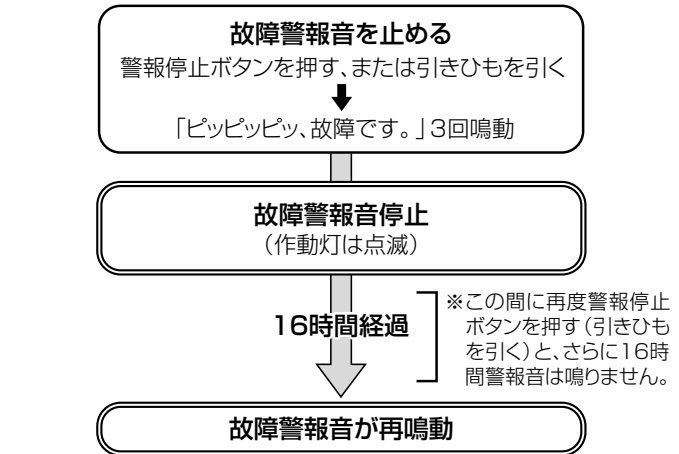 故障警報音を止める
警報停止ボタンを押す、または引きひもを引く
「ピッピッピッ、故障です。」3回鳴動
故障警報音停止
（作動灯は点滅）
16時間経過
※この間に再度警報停止
ボタンを押す（引きひも
を引く）と、さらに16時
間警報音は鳴りません。
故障警報音が再鳴動